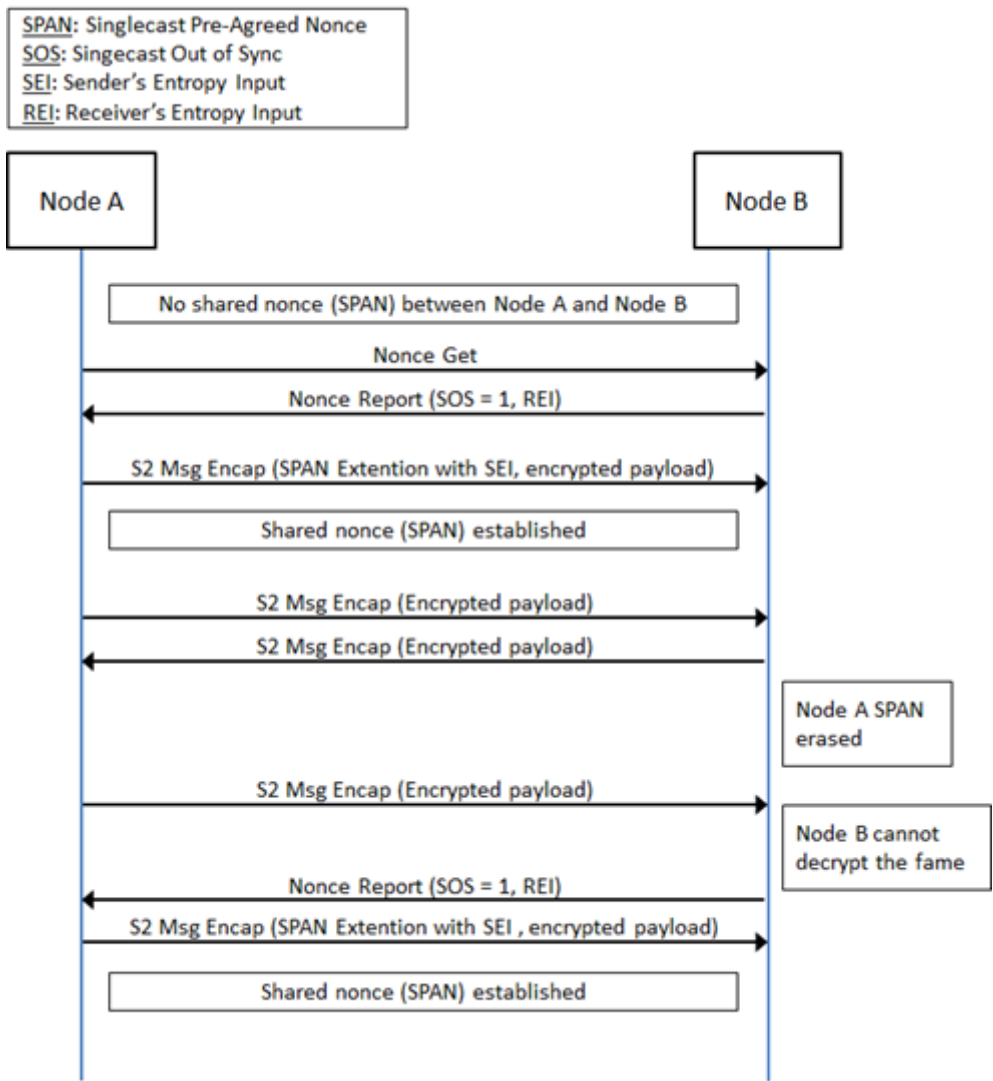 SPAN: Singlecast Pre-Agreed Nonce
SOS: Singecast Out of Sync
SEI: Sender's Entropy Input
REI: Receiver's Entropy Input
Node A
Node B
No shared nonce (SPAN) between Node A and Node B
Nonce Get
Nonce Report (SOS = 1, REI)
S2 Msg Encap (SPAN Extention with SEI, encrypted payload)
Shared nonce (SPAN) established
S2 Msg Encap (Encrypted payload)
S2 Msg Encap (Encrypted payload)
Node A SPAN
erased
S2 Msg Encap (Encrypted payload)
Node B cannot
decrypt the fame
Nonce Report (SOS = 1, REI)
S2 Msg Encap (SPAN Extention with SEI , encrypted payload)
Shared nonce (SPAN) established